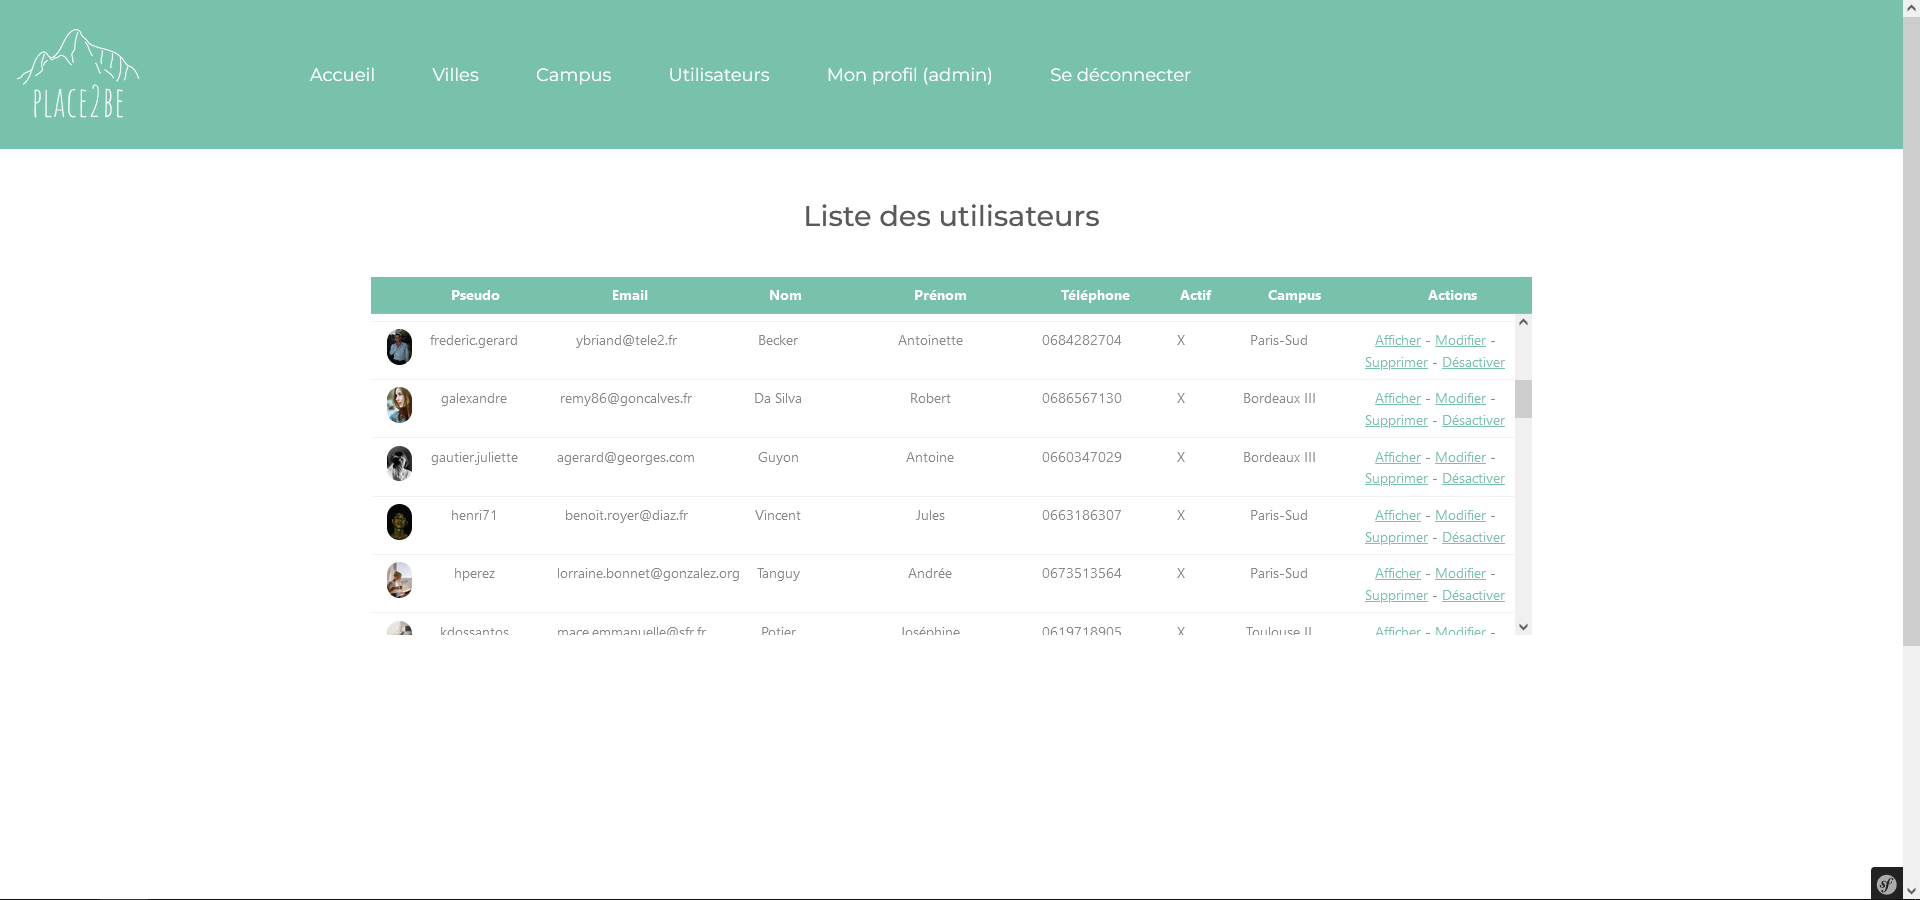 PLACE2BE
Accueil Villes Campus Utilisateurs Mon profil (admin) Se déconnecter
Liste des utilisateurs
Pseudo Email Nom Prénom Téléphone Actif Campus Actions
frederic.gerard ybriand@tele2.fr Becker Antoinette 0684282704 X Paris-Sud Afficher - Modifier -
Supprimer - Désactiver
galexandre remy86@goncalves.fr Da Silva Robert 0686567130 X Bordeaux III Afficher - Modifier -
Supprimer - Désactiver
gautier.juliette agerard@georges.com Guyon Antoine 0660347029 X Bordeaux III Afficher - Modifier -
Supprimer - Désactiver
henri71 benoit.royer@diaz.fr Vincent Jules 0663186307 X Paris-Sud Afficher - Modifier -
Supprimer - Désactiver
hperez lorraine.bonnet@gonzalez.org Tanguy Andrée 0673513564 X Paris-Sud Afficher - Modifier -
Supprimer - Désactiver
kdossantos mace.emmanuelle@sfr.fr Potier Joséphine 0619718905 X Toulouse II Afficher - Modifier -
sf